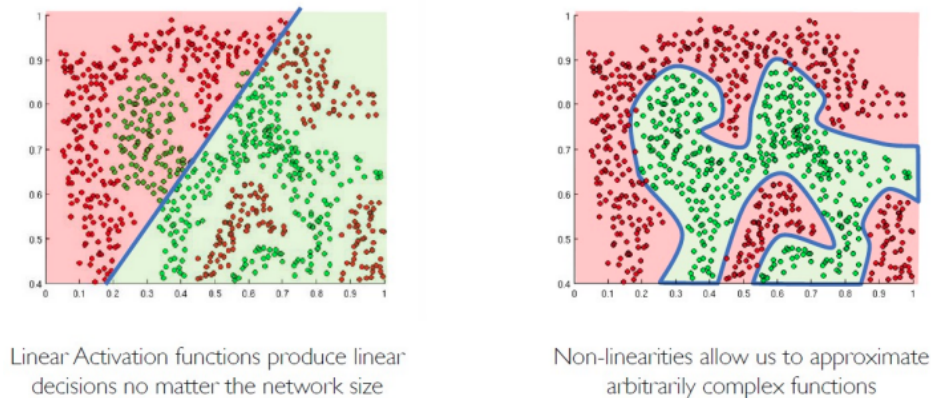 1
0.9
0.8
0.7
0.6
0.5
0.4
0 0.1 0.2 0.3 0.4 0.5 0.6 0.7 0.8 0.9 1
1
0.9
0.8
0.7
0.6
0.5
0.4
0 0.1 0.2 0.3 0.4 0.5 0.6 0.7 0.8 0.9 1
Linear Activation functions produce linear
decisions no matter the network size
Non-linearities allow us to approximate
arbitrarily complex functions